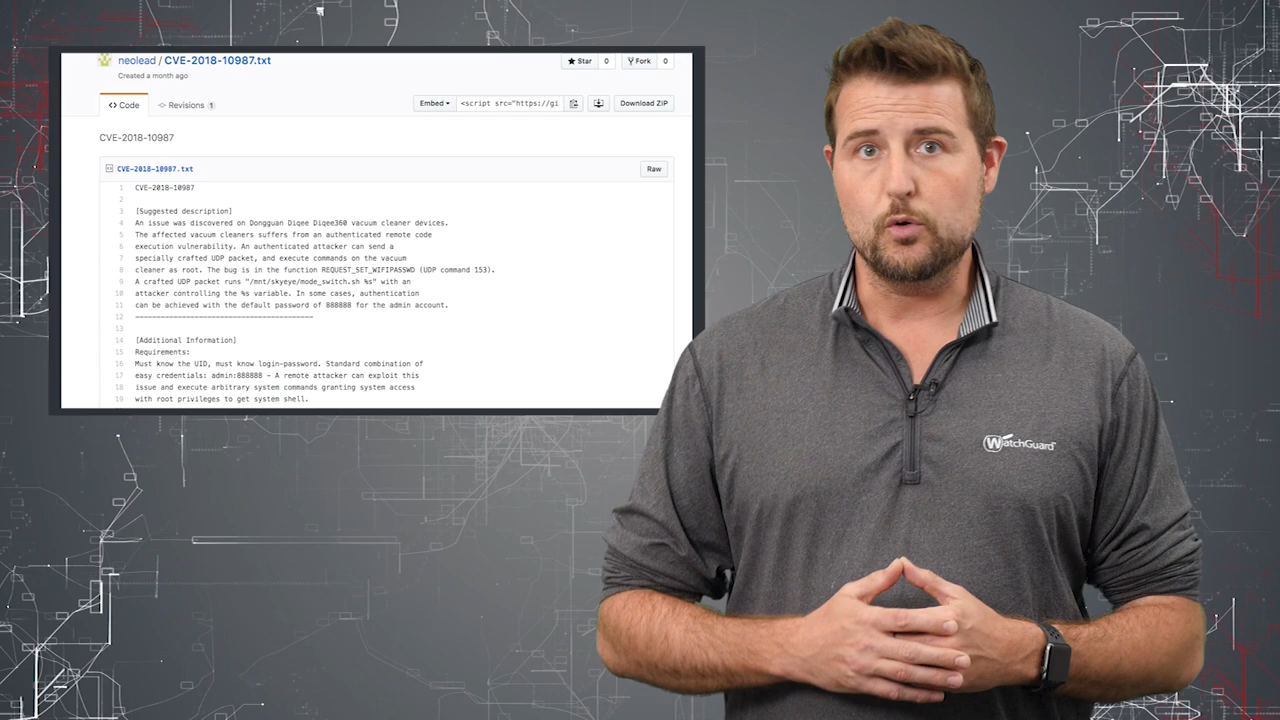 neolead / CVE-2018-10987.txt
Star 0
Fork 0
Created a month ago
Code
Revisions 1
Embed
<script src="https://gi
Download ZIP
CVE-2018-10987
CVE-2018-10987.txt
Raw
1 CVE-2018-10987
2
3 [Suggested description]
4 An issue was discovered on Dongguan Diqee Diqee360 vacuum cleaner devices.
5 The affected vacuum cleaners suffers from an authenticated remote code
6 execution vulnerability. An authenticated attacker can send a
7 specially crafted UDP packet, and execute commands on the vacuum
8 cleaner as root. The bug is in the function REQUEST_SET_WIFIPASSWD (UDP command 153).
9 A crafted UDP packet runs "/mnt/skyeye/mode_switch.sh %s" with an
10 attacker controlling the %s variable. In some cases, authentication
11 can be achieved with the default password of 888888 for the admin account.
12 ------------------------------------------
13
14 [Additional Information]
15 Requirements:
16 Must know the UID, must know login-password. Standard combination of
17 easy credentials: admin:888888 - A remote attacker can exploit this
18 issue and execute arbitrary system commands granting system access
19 with root privileges to get system shell.
WatchGuard